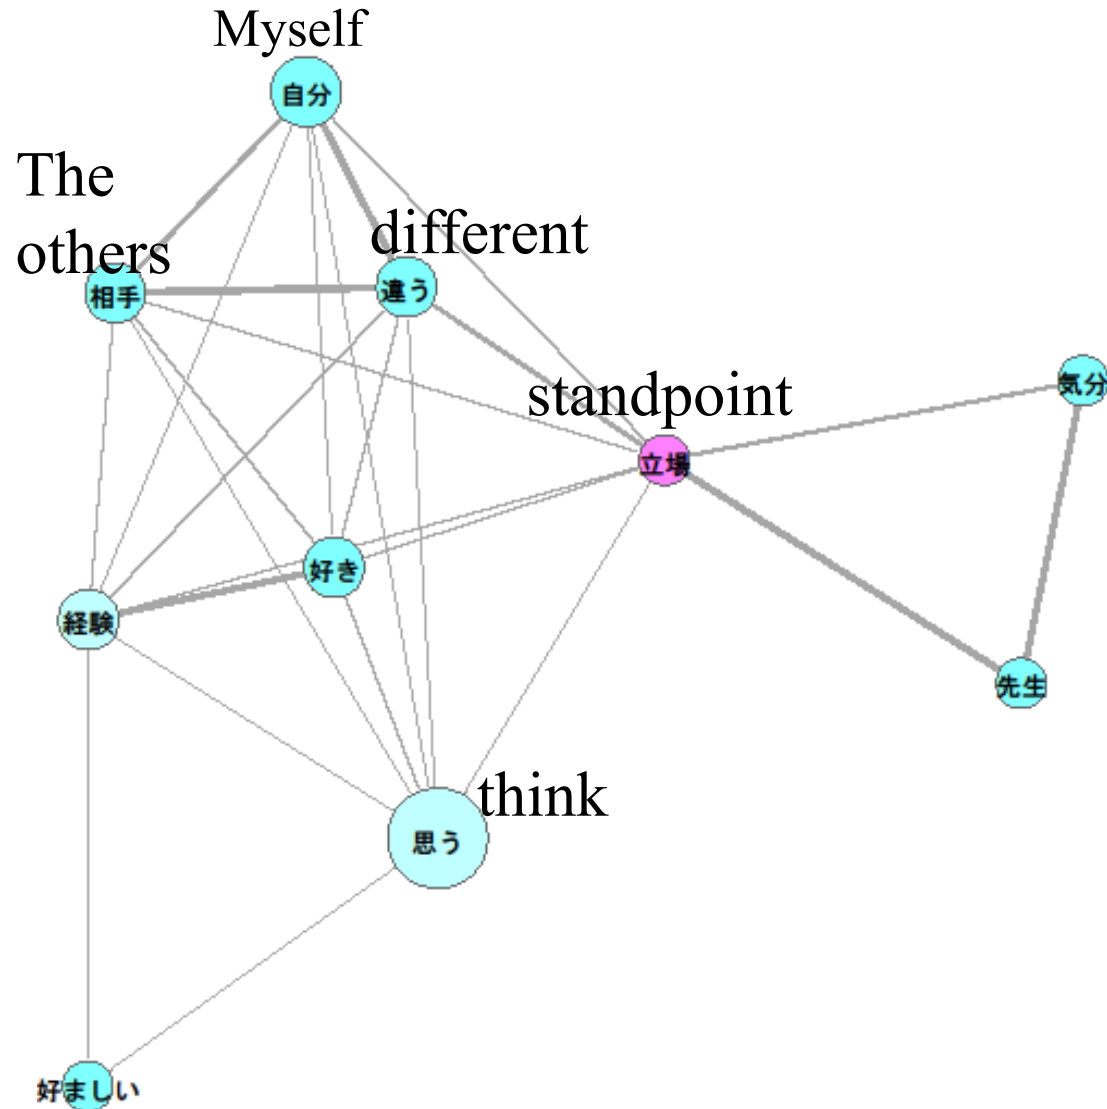 Myself
自分
The
others
相手
different
違う
standpoint
立場
気分
好き
経験
先生
think
思う
好ましい